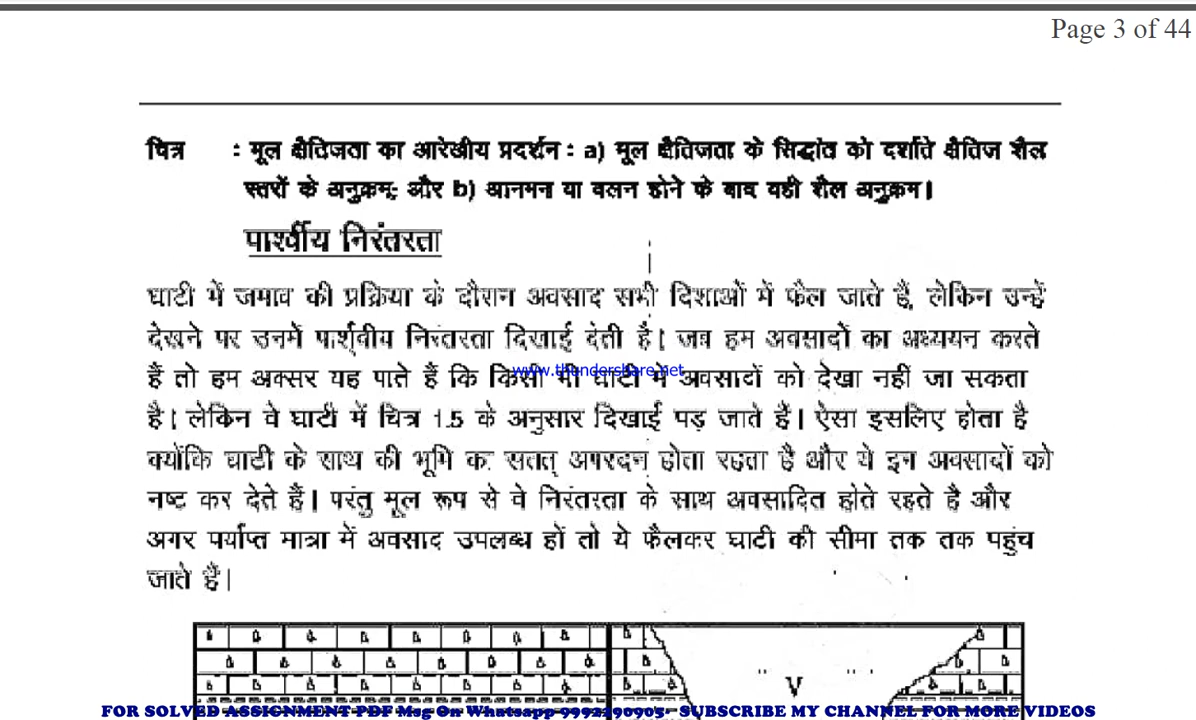 Page 3 of 44
चित्र : मूल क्षैतिजता का आरेखीय प्रदर्शन : a) मूल क्षैतिजता के सिद्धांत को दर्शाते क्षैतिज शैल
स्तरों के अनुक्रम; और b) आनमन या वलन होने के बाद वही शैल अनुक्रम।
पार्श्वीय निरंतरता
घाटी में जमाव की प्रक्रिया के दौरान अवसाद सभी दिशाओं में फैल जाते हैं, लेकिन उन्हें
देखने पर उनमें पार्श्वीय निरंतरता दिखाई देती है। जब हम अवसादों का अध्ययन करते
हैं तो हम अक्सर यह पाते हैं कि किसी भी घाटी में अवसादों को देखा नहीं जा सकता
www.thundershare.net
है। लेकिन वे घाटी में चित्र 1.5 के अनुसार दिखाई पड़ जाते हैं। ऐसा इसलिए होता है
क्योंकि घाटी के साथ की भूमि का सतत् अपरदन होता रहता है और ये इन अवसादों को
नष्ट कर देते हैं। परंतु मूल रूप से वे निरंतरता के साथ अवसादित होते रहते है और
अगर पर्याप्त मात्रा में अवसाद उपलब्ध हों तो ये फैलकर घाटी की सीमा तक तक पहुंच
जाते हैं।
V
FOR SOLVED ASSIGNMENT PDF Msg On Whatsapp 9992290905- SUBSCRIBE MY CHANNEL FOR MORE VIDEOS